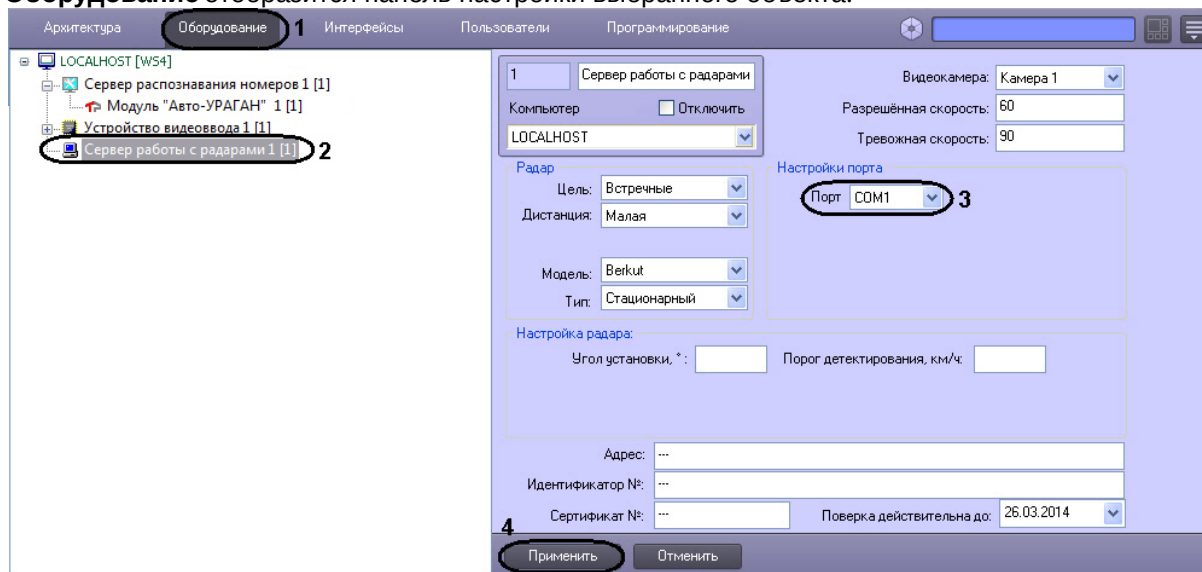 Оборудование отобразится панель настройки выбранного объекта.
Архитектура Оборудование 1 Интерфейсы Пользователи Программирование
LOCALHOST [WS4]
Сервер распознавания номеров 1 [1]
Модуль "Авто-УРАГАН" 1 [1]
Устройство видеоввода 1 [1]
Сервер работы с радарами 1 [1] 2
1 Сервер работы с радарами
Компьютер Отключить
LOCALHOST
Видеокамера: Камера 1
Разрешённая скорость: 60
Тревожная скорость: 90
Радар
Цель: Встречные
Дистанция: Малая
Модель: Berkut
Тип: Стационарный
Настройки порта
Порт COM1 3
Настройка радара:
Угол установки, ° : Порог детектирования, км/ч:
Адрес: ---
Идентификатор №: ---
Сертификат №: --- Поверка действительна до: 26.03.2014
4
Применить Отменить